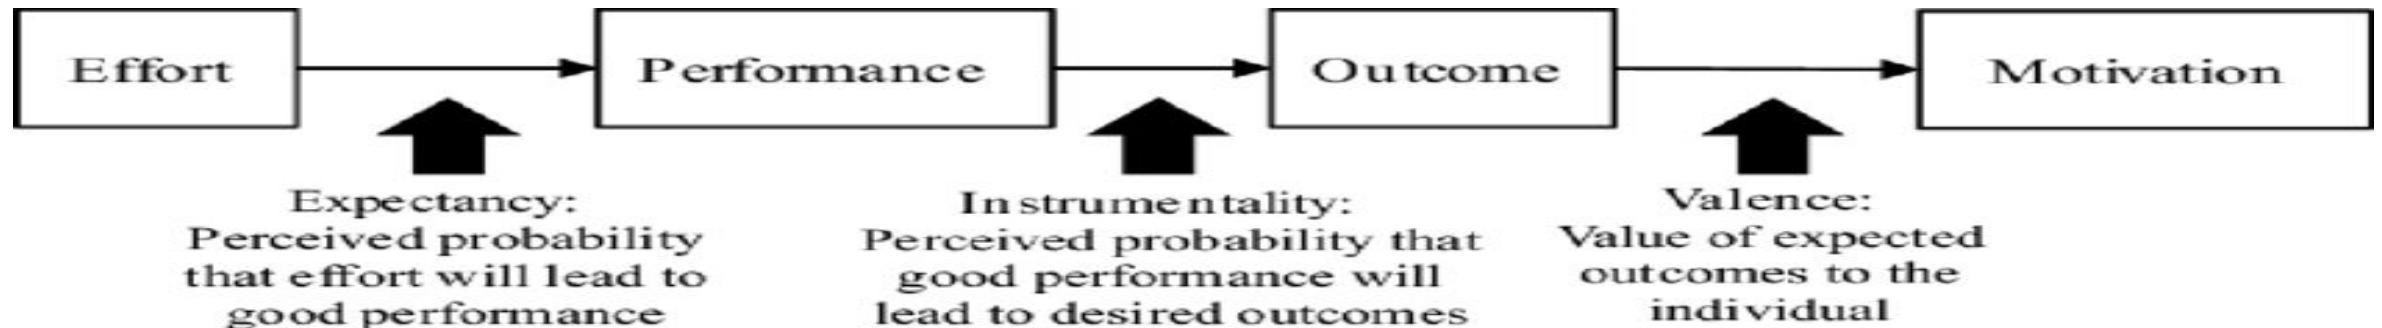 Effort
Performance
Outcome
Motivation
Expectancy:
Perceived probability
that effort will lead to
good performance
Instrumentality:
Perceived probability that
good performance will
lead to desired outcomes
Valence:
Value of expected
outcomes to the
individual